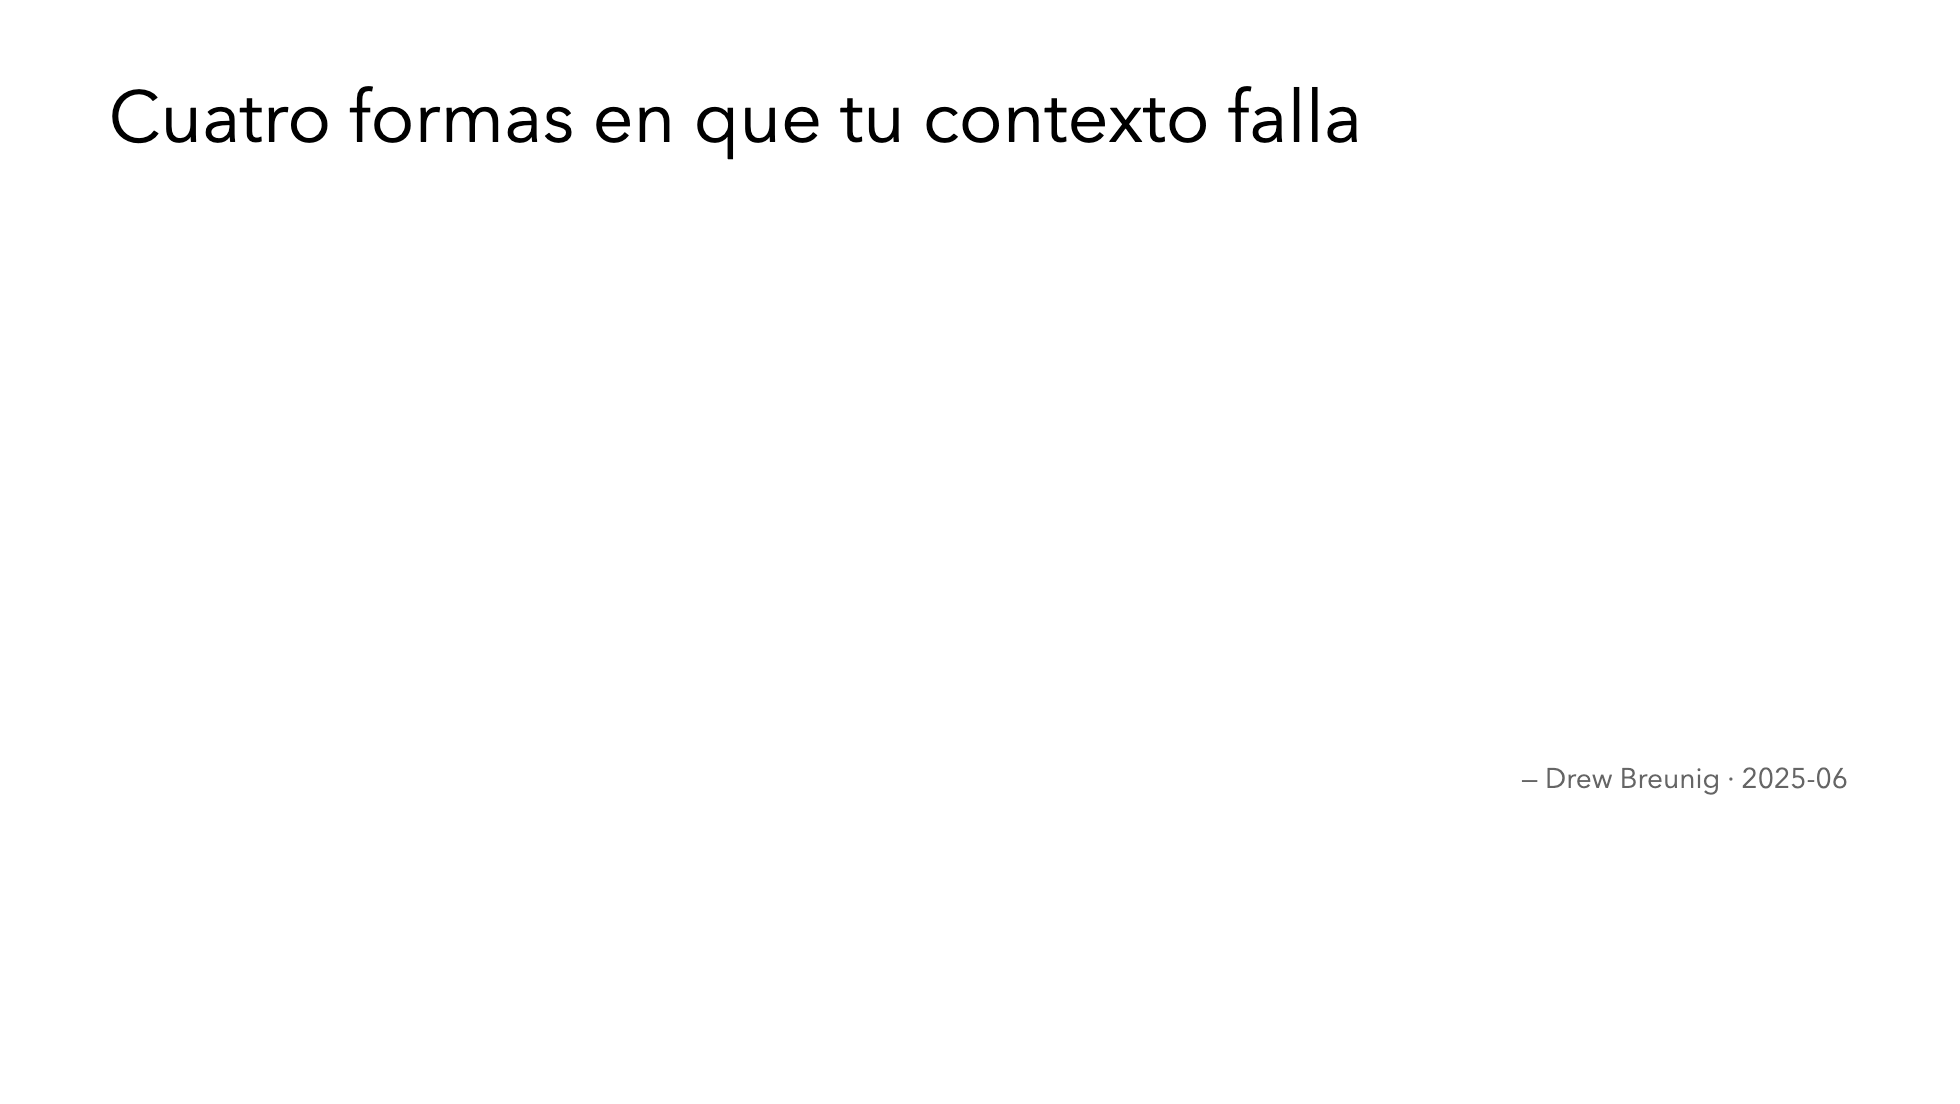 Cuatro formas en que tu contexto falla
– Drew Breunig · 2025-06